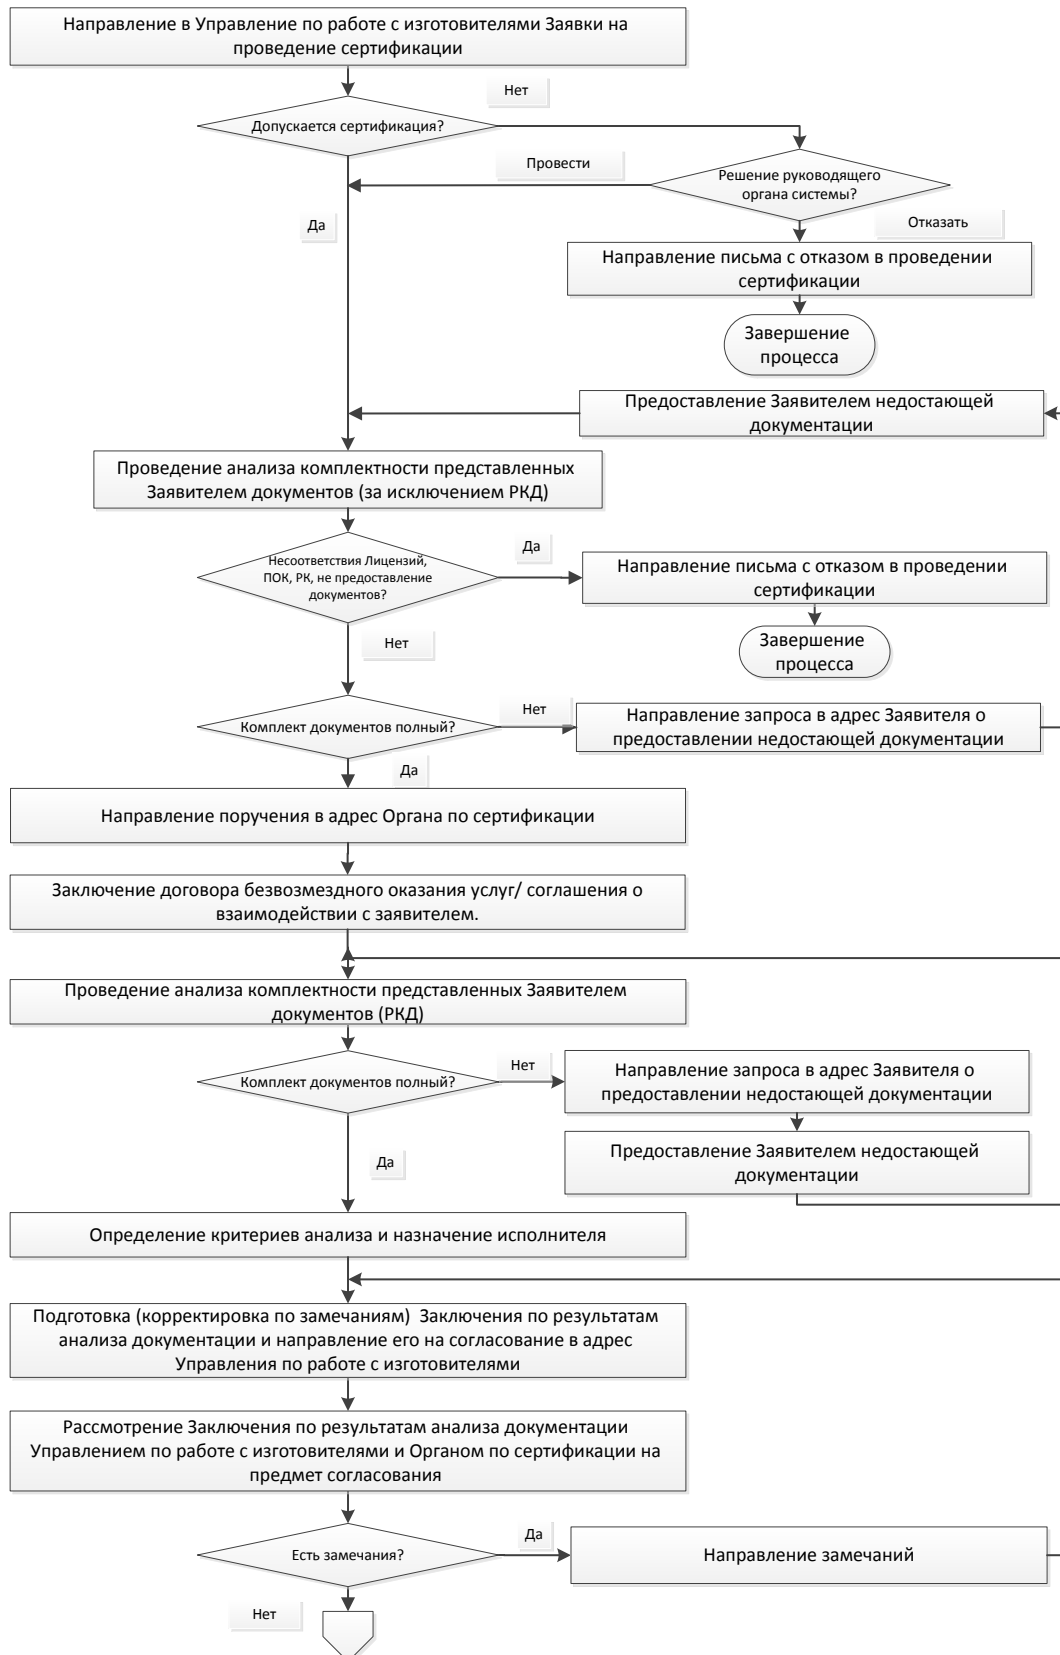 Направление в Управление по работе с изготовителями Заявки на
проведение сертификации
Нет
Допускается сертификация?
Провести
Решение руководящего
органа системы?
Да
Отказать
Направление письма с отказом в проведении
сертификации
Завершение
процесса
Предоставление Заявителем недостающей
документации
Проведение анализа комплектности представленных
Заявителем документов (за исключением РКД)
Да
Несоответствия Лицензий,
ПОК, РК, не предоставление
документов?
Направление письма с отказом в проведении
сертификации
Нет
Завершение
процесса
Нет
Комплект документов полный?
Направление запроса в адрес Заявителя о
предоставлении недостающей документации
Да
Направление поручения в адрес Органа по сертификации
Заключение договора безвозмездного оказания услуг/ соглашения о
взаимодействии с заявителем.
Проведение анализа комплектности представленных Заявителем
документов (РКД)
Нет
Комплект документов полный?
Направление запроса в адрес Заявителя о
предоставлении недостающей документации
Да
Предоставление Заявителем недостающей
документации
Определение критериев анализа и назначение исполнителя
Подготовка (корректировка по замечаниям) Заключения по результатам
анализа документации и направление его на согласование в адрес
Управления по работе с изготовителями
Рассмотрение Заключения по результатам анализа документации
Управлением по работе с изготовителями и Органом по сертификации на
предмет согласования
Да
Есть замечания?
Направление замечаний
Нет